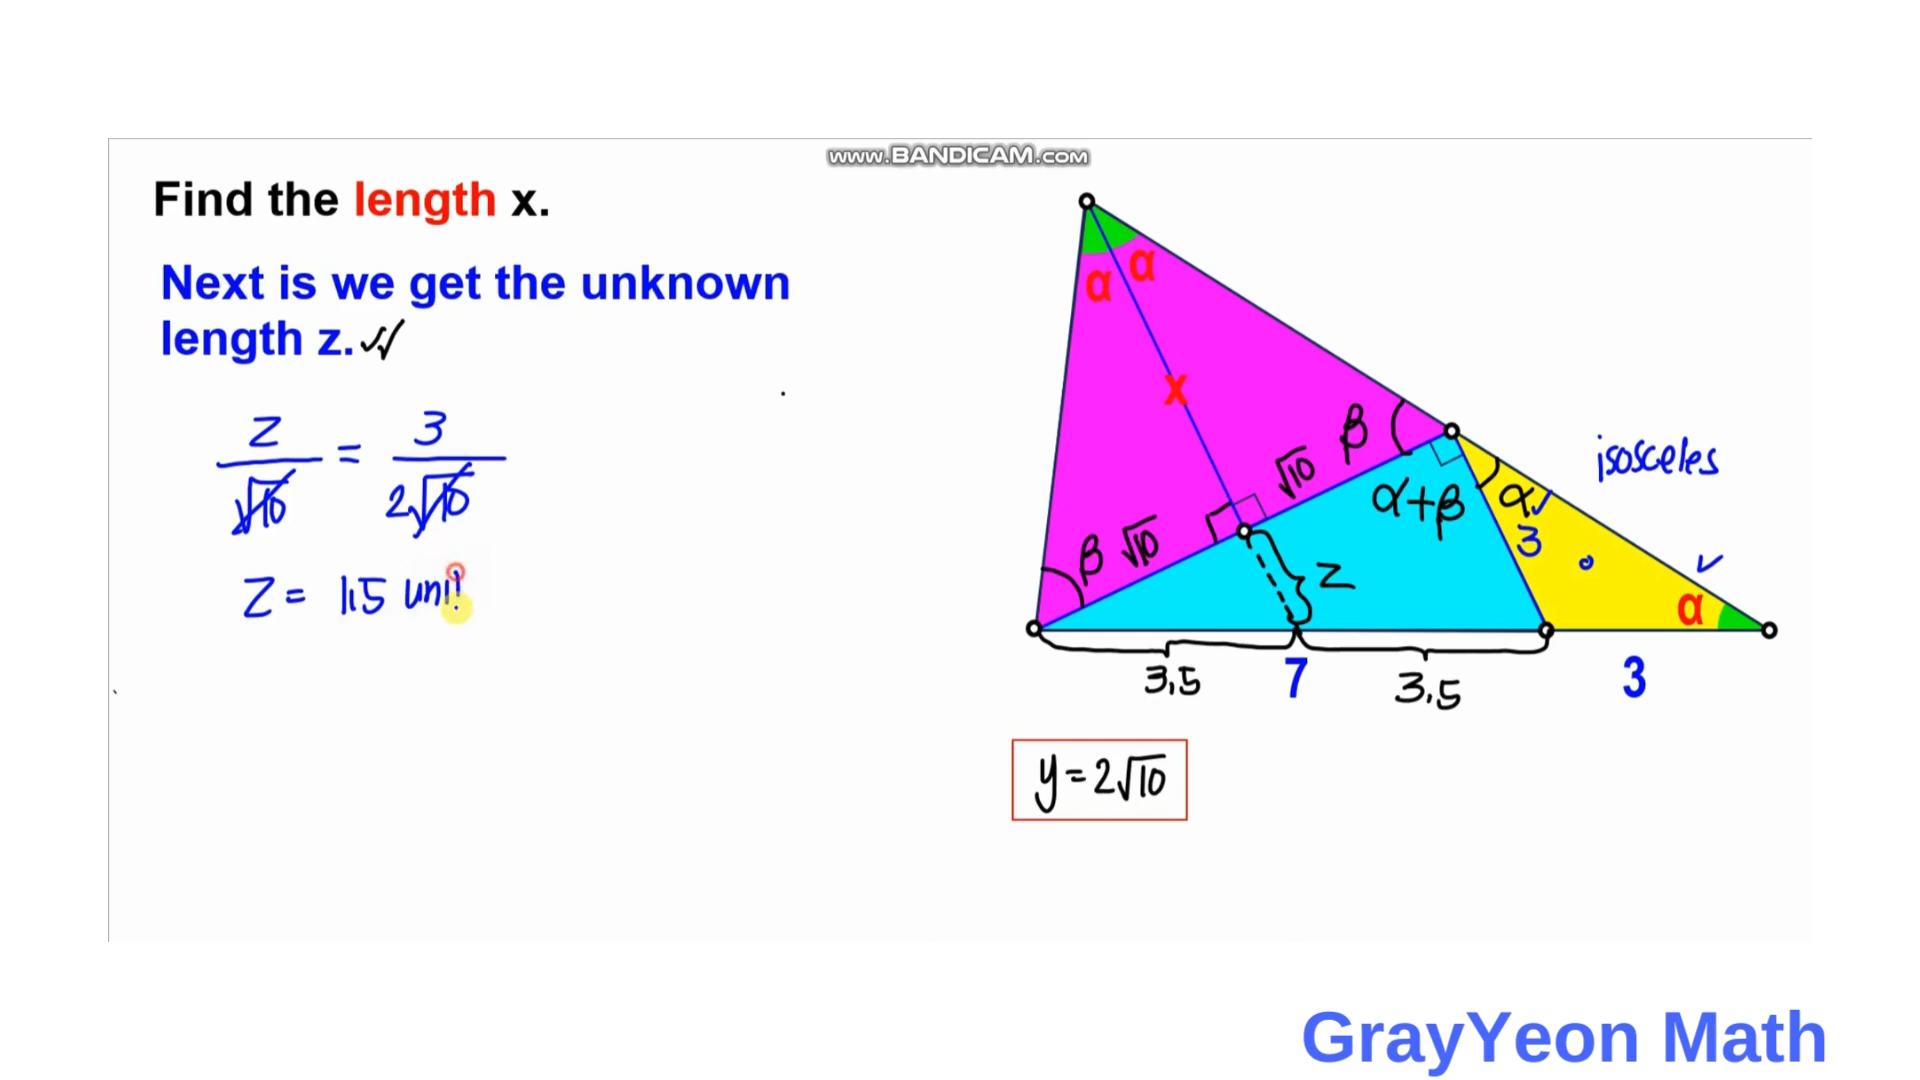 www.BANDICAM.com
Find the length x.
Next is we get the unknown
length z.
z/√10 = 3/2√10
z = 1.5 unit
α α
x
β
√10
isosceles
α+β
α
3
β √10
z
α
3.5 7 3.5 3
y = 2√10
GrayYeon Math